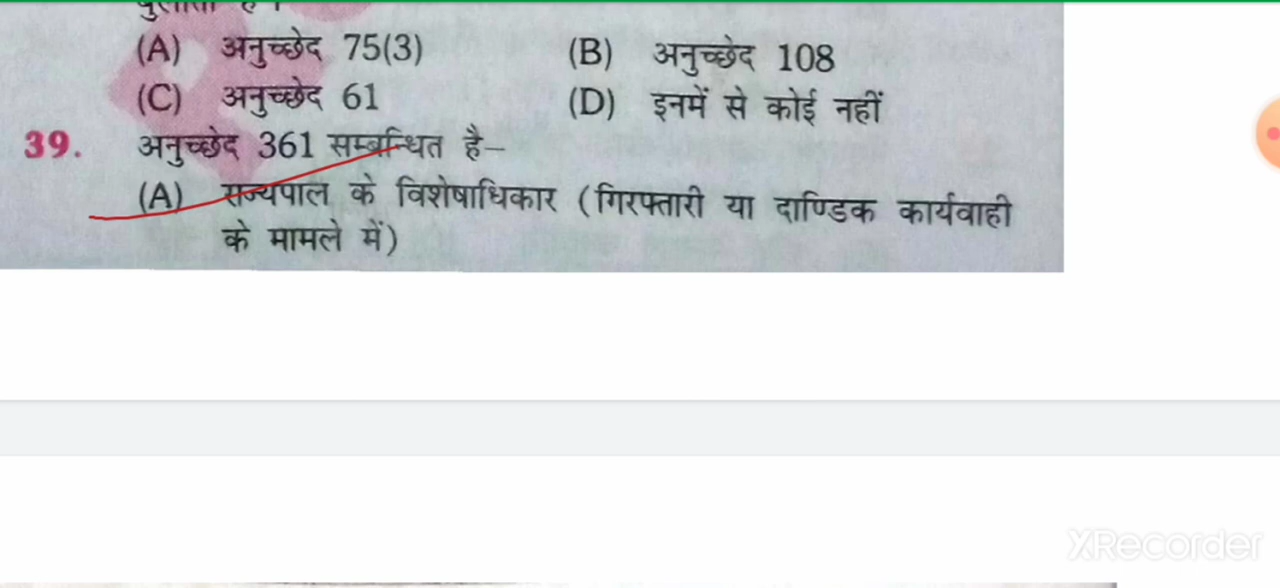 (A) अनुच्छेद 75(3) (B) अनुच्छेद 108
(C) अनुच्छेद 61 (D) इनमें से कोई नहीं
39. अनुच्छेद 361 सम्बन्धित है–
(A) राज्यपाल के विशेषाधिकार (गिरफ्तारी या दाण्डिक कार्यवाही
के मामले में)
XRecorder